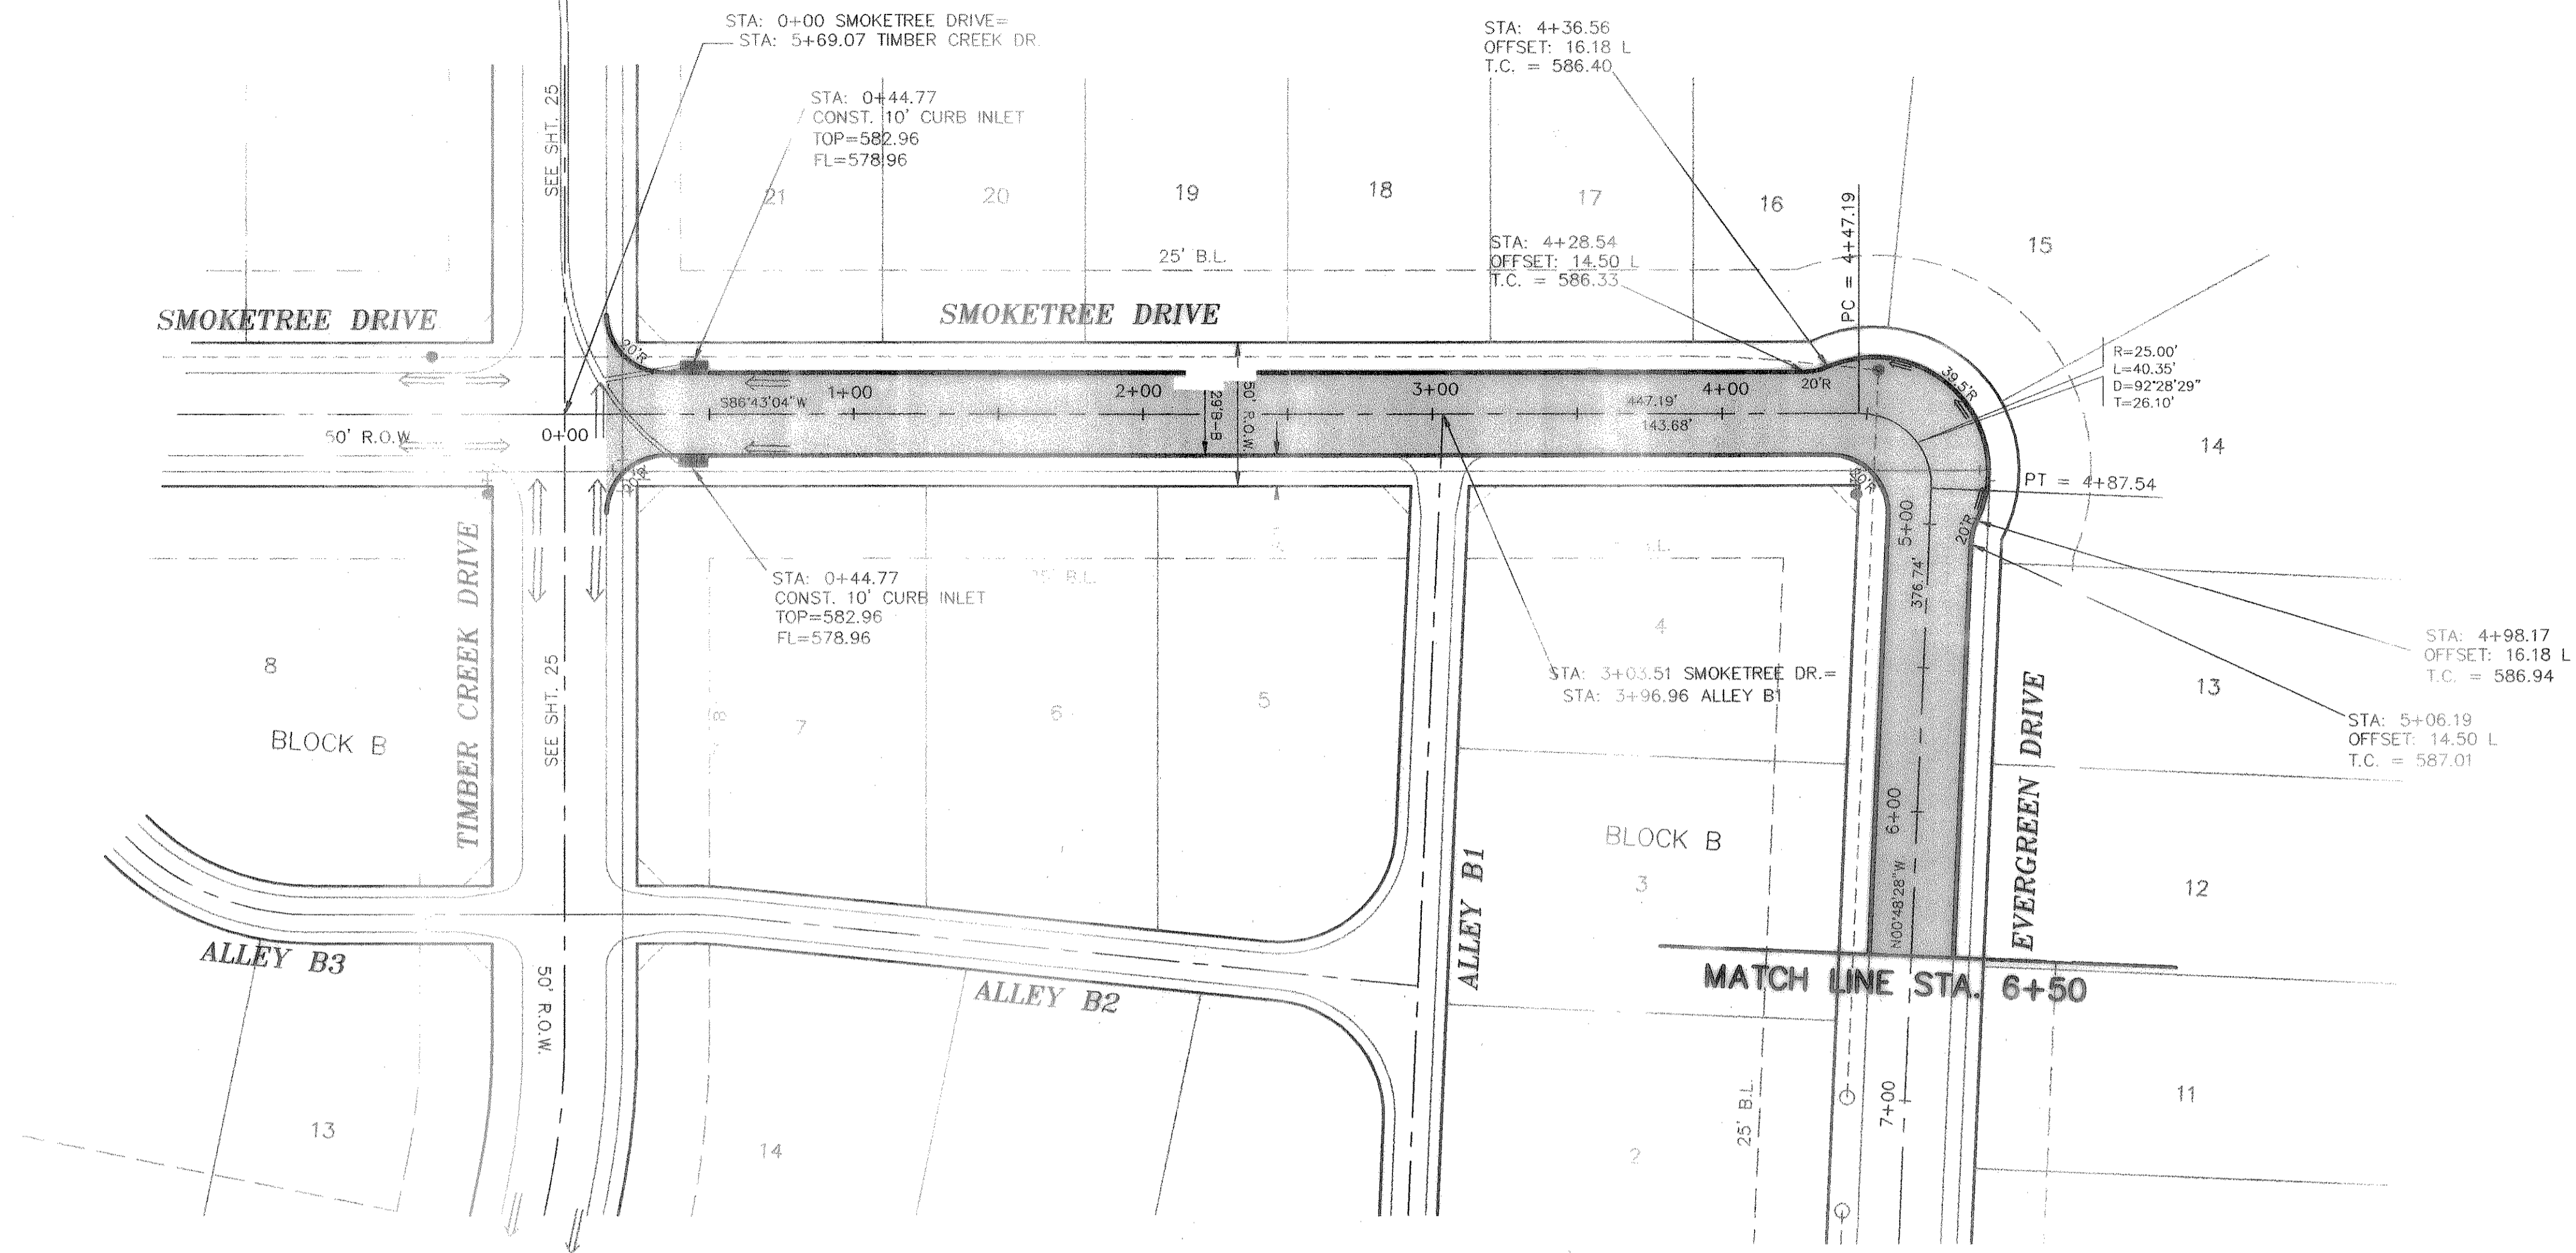 STA: 0+00 SMOKETREE DRIVE=
STA: 5+69.07 TIMBER CREEK DR.
STA: 4+36.56
OFFSET: 16.18 L
T.C. = 586.40
SEE SHT. 25
STA: 0+44.77
CONST. 10' CURB INLET
TOP=582.96
FL=578.96
21
20
19
18
17
16
15
PC = 4+47.19
STA: 4+28.54
OFFSET: 14.50 L
T.C. = 586.33
25' B.L.
SMOKETREE DRIVE
SMOKETREE DRIVE
20'R
R=25.00'
L=40.35'
D=92°28'29"
T=26.10'
39.5'R
20'R
S86°43'04"W
1+00
2+00
3+00
4+00
29' B-B
50' R.O.W.
447.19'
143.68'
50' R.O.W.
0+00
20'R
20'R
14
PT = 4+87.54
5+00
20'R
376.74'
25' B.L.
STA: 0+44.77
CONST. 10' CURB INLET
TOP=582.96
FL=578.96
TIMBER CREEK DRIVE
SEE SHT. 25
8
BLOCK B
7
6
5
4
STA: 3+03.51 SMOKETREE DR.=
STA: 3+96.96 ALLEY B1
STA: 4+98.17
OFFSET: 16.18 L
T.C. = 586.94
13
STA: 5+06.19
OFFSET: 14.50 L
T.C. = 587.01
EVERGREEN DRIVE
6+00
N00°48'28"W
BLOCK B
3
12
ALLEY B1
ALLEY B3
ALLEY B2
50' R.O.W.
MATCH LINE STA. 6+50
13
14
2
25' B.L.
7+00
11